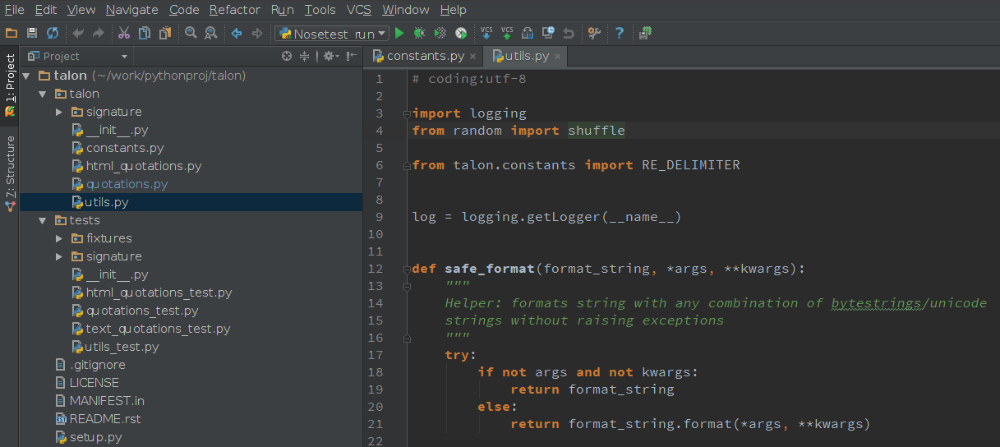 File Edit View Navigate Code Refactor Run Tools VCS Window Help
Nosetest_run
VCS VCS
Project
constants.py
utils.py
1: Project
Z: Structure
talon (~/work/pythonproj/talon)
talon
signature
__init__.py
constants.py
html_quotations.py
quotations.py
utils.py
tests
fixtures
signature
__init__.py
html_quotations_test.py
quotations_test.py
text_quotations_test.py
utils_test.py
.gitignore
LICENSE
MANIFEST.in
README.rst
setup.py
1 # coding:utf-8
2
3 import logging
4 from random import shuffle
5
6 from talon.constants import RE_DELIMITER
7
8
9 log = logging.getLogger(__name__)
10
11
12 def safe_format(format_string, *args, **kwargs):
13 """
14 Helper: formats string with any combination of bytestrings/unicode
15 strings without raising exceptions
16 """
17 try:
18 if not args and not kwargs:
19 return format_string
20 else:
21 return format_string.format(*args, **kwargs)
22